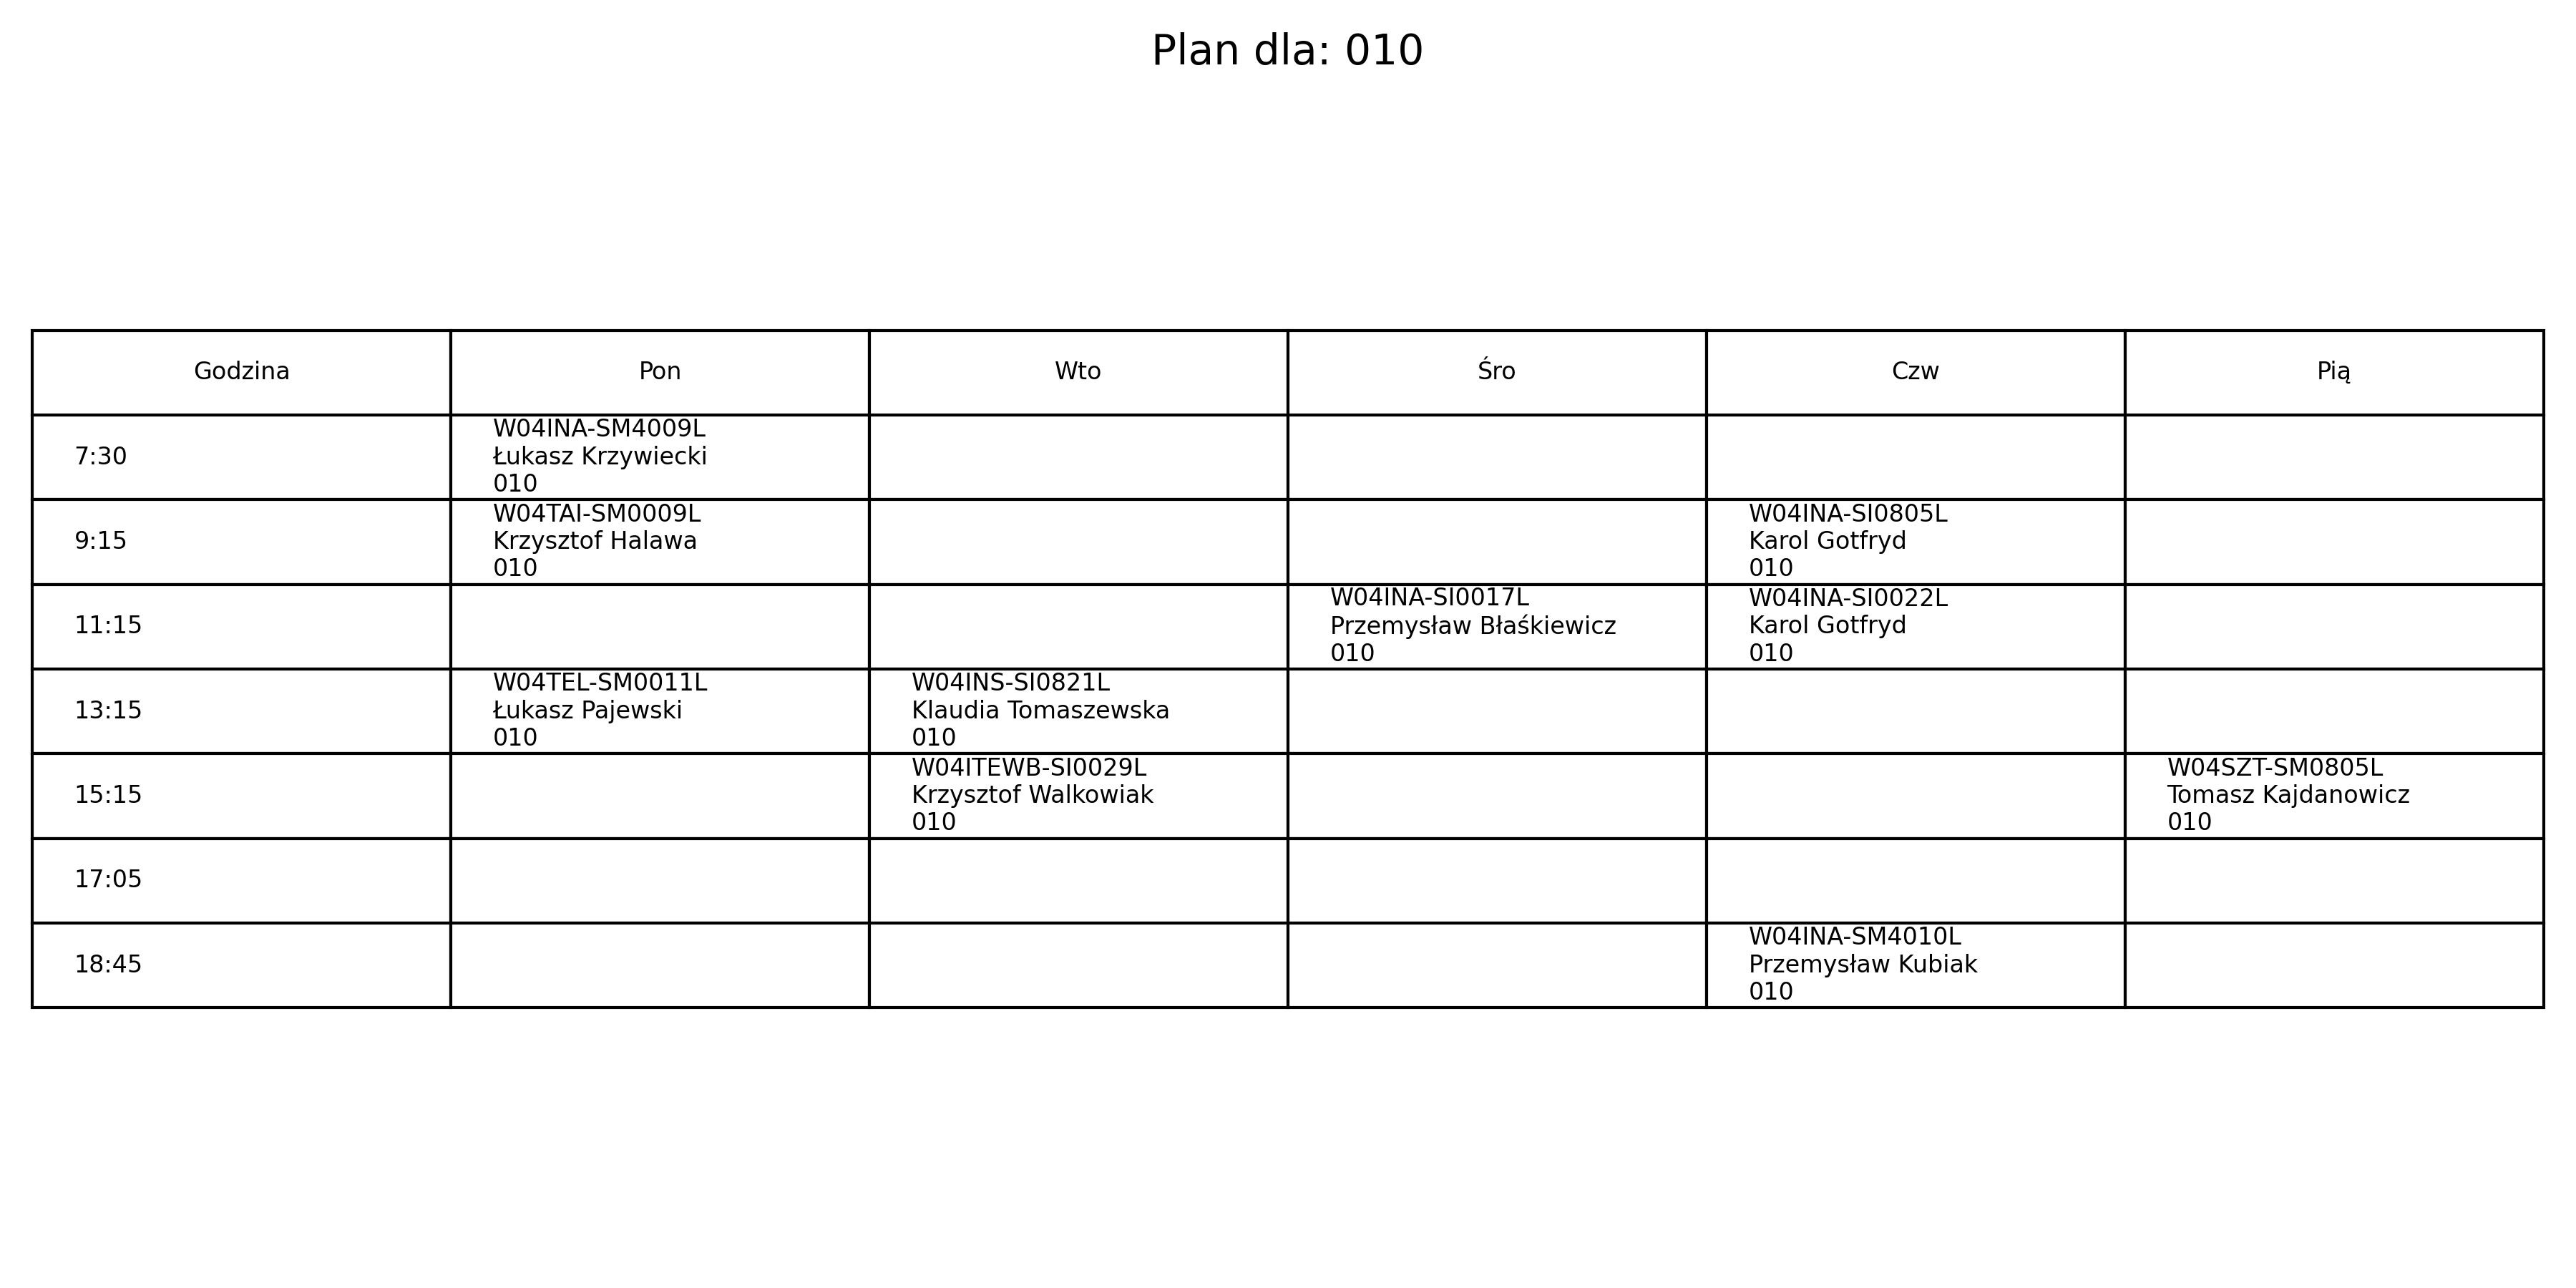 Plan dla: 010
Godzina Pon Wto Śro Czw Pią
7:30
W04INA-SM4009L
Łukasz Krzywiecki
010
9:15
W04TAI-SM0009L
Krzysztof Halawa
010
W04INA-SI0805L
Karol Gotfryd
010
11:15
W04INA-SI0017L
Przemysław Błaśkiewicz
010
W04INA-SI0022L
Karol Gotfryd
010
13:15
W04TEL-SM0011L
Łukasz Pajewski
010
W04INS-SI0821L
Klaudia Tomaszewska
010
15:15
W04ITEWB-SI0029L
Krzysztof Walkowiak
010
W04SZT-SM0805L
Tomasz Kajdanowicz
010
17:05
18:45
W04INA-SM4010L
Przemysław Kubiak
010